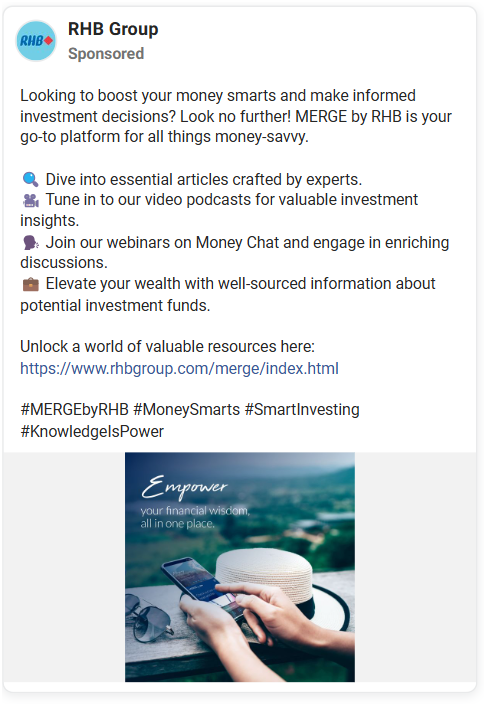 RHB
RHB Group
Sponsored
Looking to boost your money smarts and make informed
investment decisions? Look no further! MERGE by RHB is your
go-to platform for all things money-savvy.
🔍 Dive into essential articles crafted by experts.
🎥 Tune in to our video podcasts for valuable investment
insights.
🗣️ Join our webinars on Money Chat and engage in enriching
discussions.
💼 Elevate your wealth with well-sourced information about
potential investment funds.
Unlock a world of valuable resources here:
https://www.rhbgroup.com/merge/index.html
#MERGEbyRHB #MoneySmarts #SmartInvesting
#KnowledgeIsPower
Empower
your financial wisdom,
all in one place.